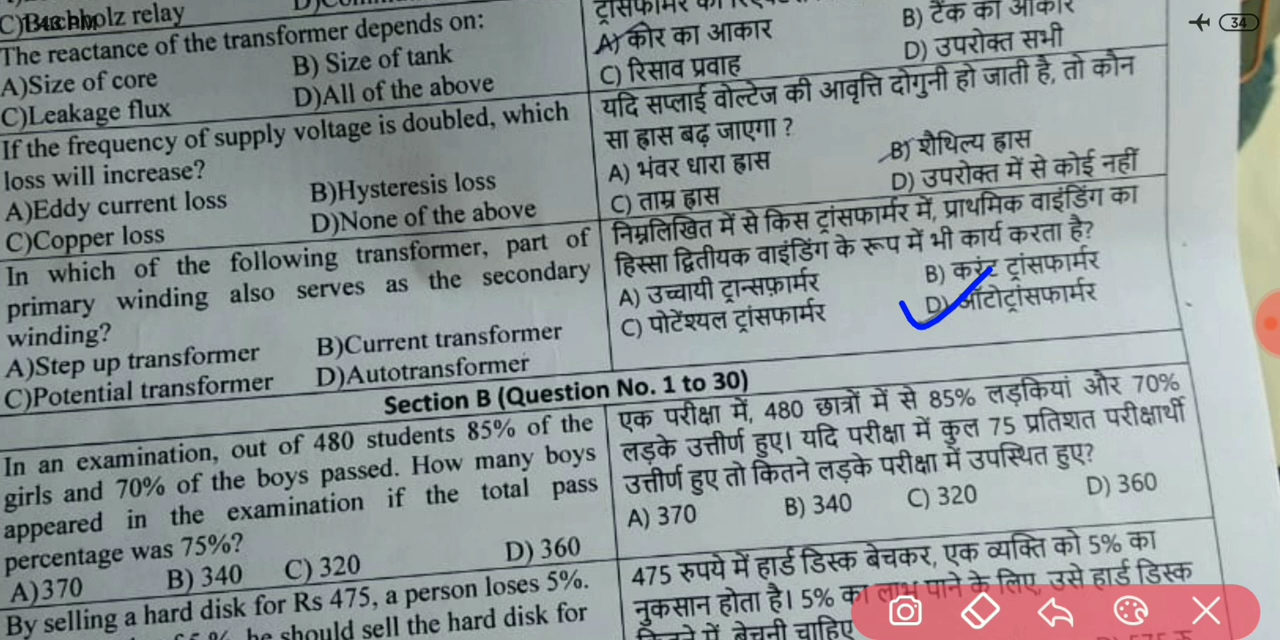 C)Buchholz relay
The reactance of the transformer depends on:
A)Size of core B) Size of tank
C)Leakage flux D)All of the above
If the frequency of supply voltage is doubled, which
loss will increase?
A)Eddy current loss B)Hysteresis loss
C)Copper loss D)None of the above
In which of the following transformer, part of
primary winding also serves as the secondary
winding?
A)Step up transformer B)Current transformer
C)Potential transformer D)Autotransformer
A) कोर का आकार B) टैंक का आकार
C) रिसाव प्रवाह D) उपरोक्त सभी
यदि सप्लाई वोल्टेज की आवृत्ति दोगुनी हो जाती है, तो कौन
सा ह्रास बढ़ जाएगा ?
A) भंवर धारा ह्रास B) शैथिल्य ह्रास
C) ताम्र ह्रास D) उपरोक्त में से कोई नहीं
निम्नलिखित में से किस ट्रांसफार्मर में, प्राथमिक वाइंडिंग का
हिस्सा द्वितीयक वाइंडिंग के रूप में भी कार्य करता है?
A) उच्चायी ट्रान्सफ़ार्मर B) करंट ट्रांसफार्मर
C) पोटेंश्यल ट्रांसफार्मर D) ऑटोट्रांसफार्मर
Section B (Question No. 1 to 30)
In an examination, out of 480 students 85% of the
girls and 70% of the boys passed. How many boys
appeared in the examination if the total pass
percentage was 75%?
A)370 B) 340 C) 320 D) 360
By selling a hard disk for Rs 475, a person loses 5%.
he should sell the hard disk for
एक परीक्षा में, 480 छात्रों में से 85% लड़कियां और 70%
लड़के उत्तीर्ण हुए। यदि परीक्षा में कुल 75 प्रतिशत परीक्षार्थी
उत्तीर्ण हुए तो कितने लड़के परीक्षा में उपस्थित हुए?
A) 370 B) 340 C) 320 D) 360
475 रुपये में हार्ड डिस्क बेचकर, एक व्यक्ति को 5% का
नुकसान होता है। 5% का लाभ पाने के लिए, उसे हार्ड डिस्क
बेचनी चाहिए
34